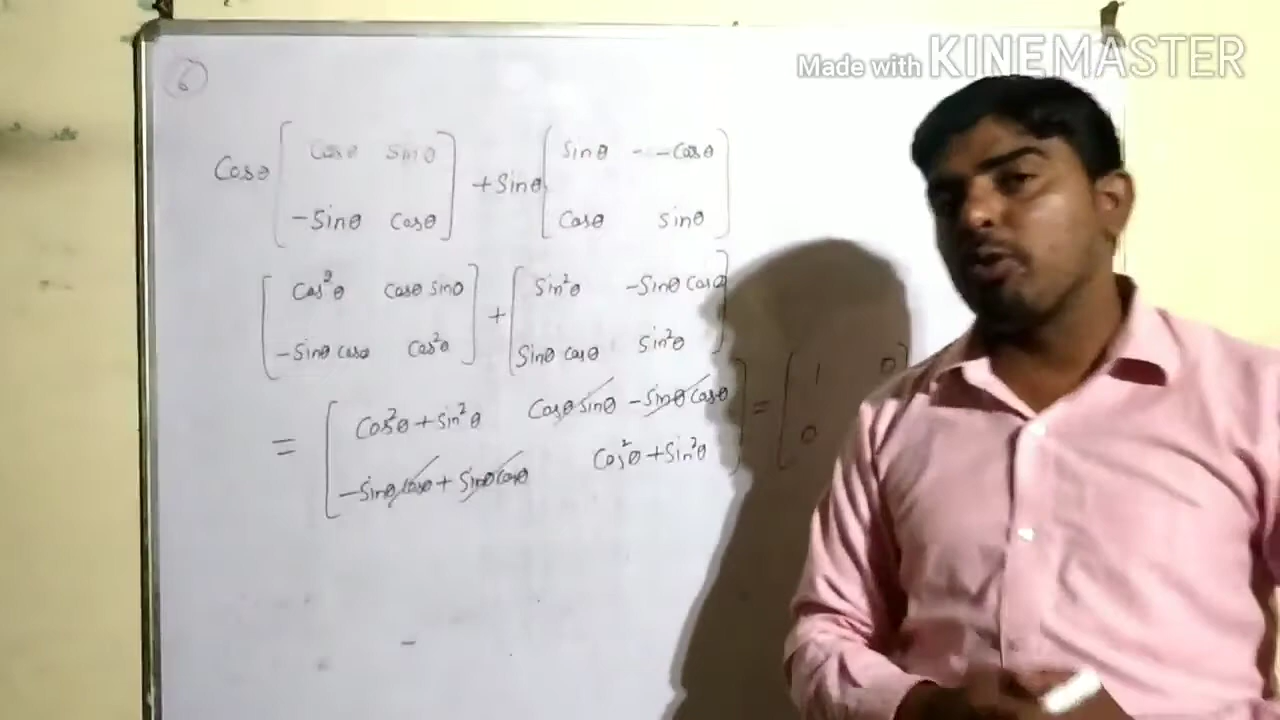 Made with KINEMASTER
6
Cosθ [ Cosθ Sinθ ] + Sinθ [ Sinθ - -Cosθ ]
-Sinθ Cosθ Cosθ Sinθ
[ Cos²θ Cosθ Sinθ ] + [ Sin²θ -Sinθ Cosθ ]
-Sinθ Cosθ Cos²θ Sinθ Cosθ Sin²θ
= [ Cos²θ + Sin²θ Cosθ Sinθ - Sinθ Cosθ ] = [ 1 0 ]
-Sinθ Cosθ + Sinθ Cosθ Cos²θ + Sin²θ 0